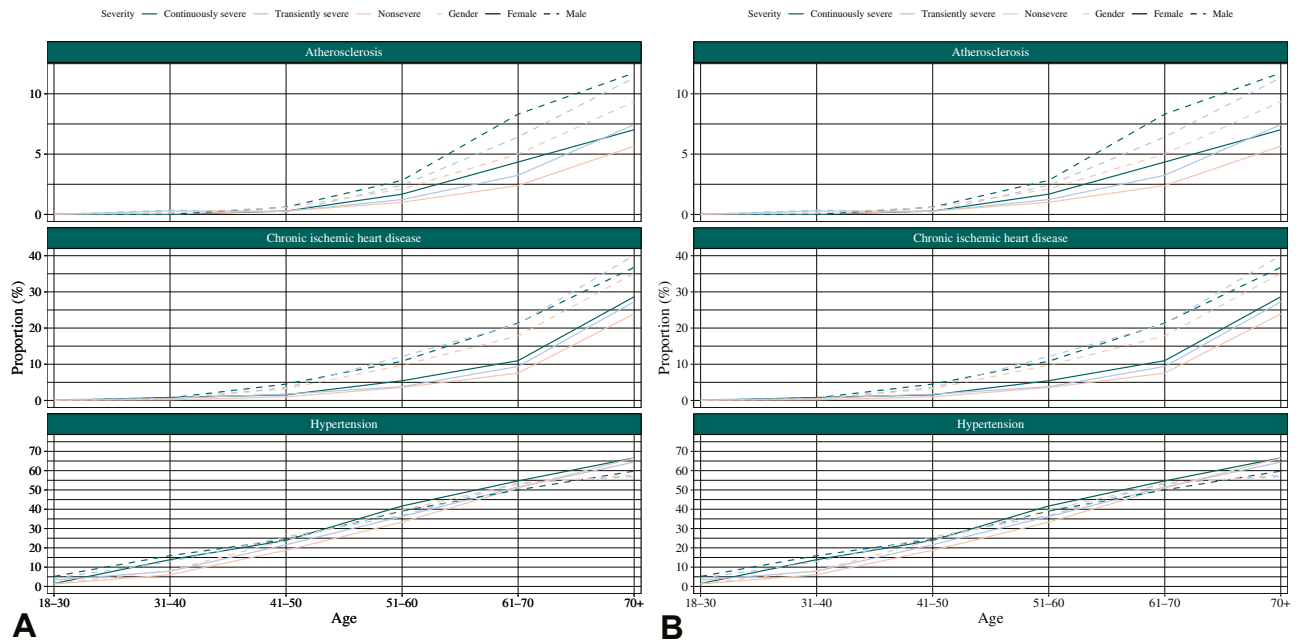 Severity Continuously severe Transiently severe Nonsevere Gender Female Male
Atherosclerosis
10
5
0
Chronic ischemic heart disease
40
30
20
10
0
Proportion (%)
Hypertension
70
60
50
40
30
20
10
0
18–30 31–40 41–50 51–60 61–70 70+
Age
A
Severity Continuously severe Transiently severe Nonsevere Gender Female Male
Atherosclerosis
10
5
0
Chronic ischemic heart disease
40
30
20
10
0
Proportion (%)
Hypertension
70
60
50
40
30
20
10
0
18–30 31–40 41–50 51–60 61–70 70+
Age
B